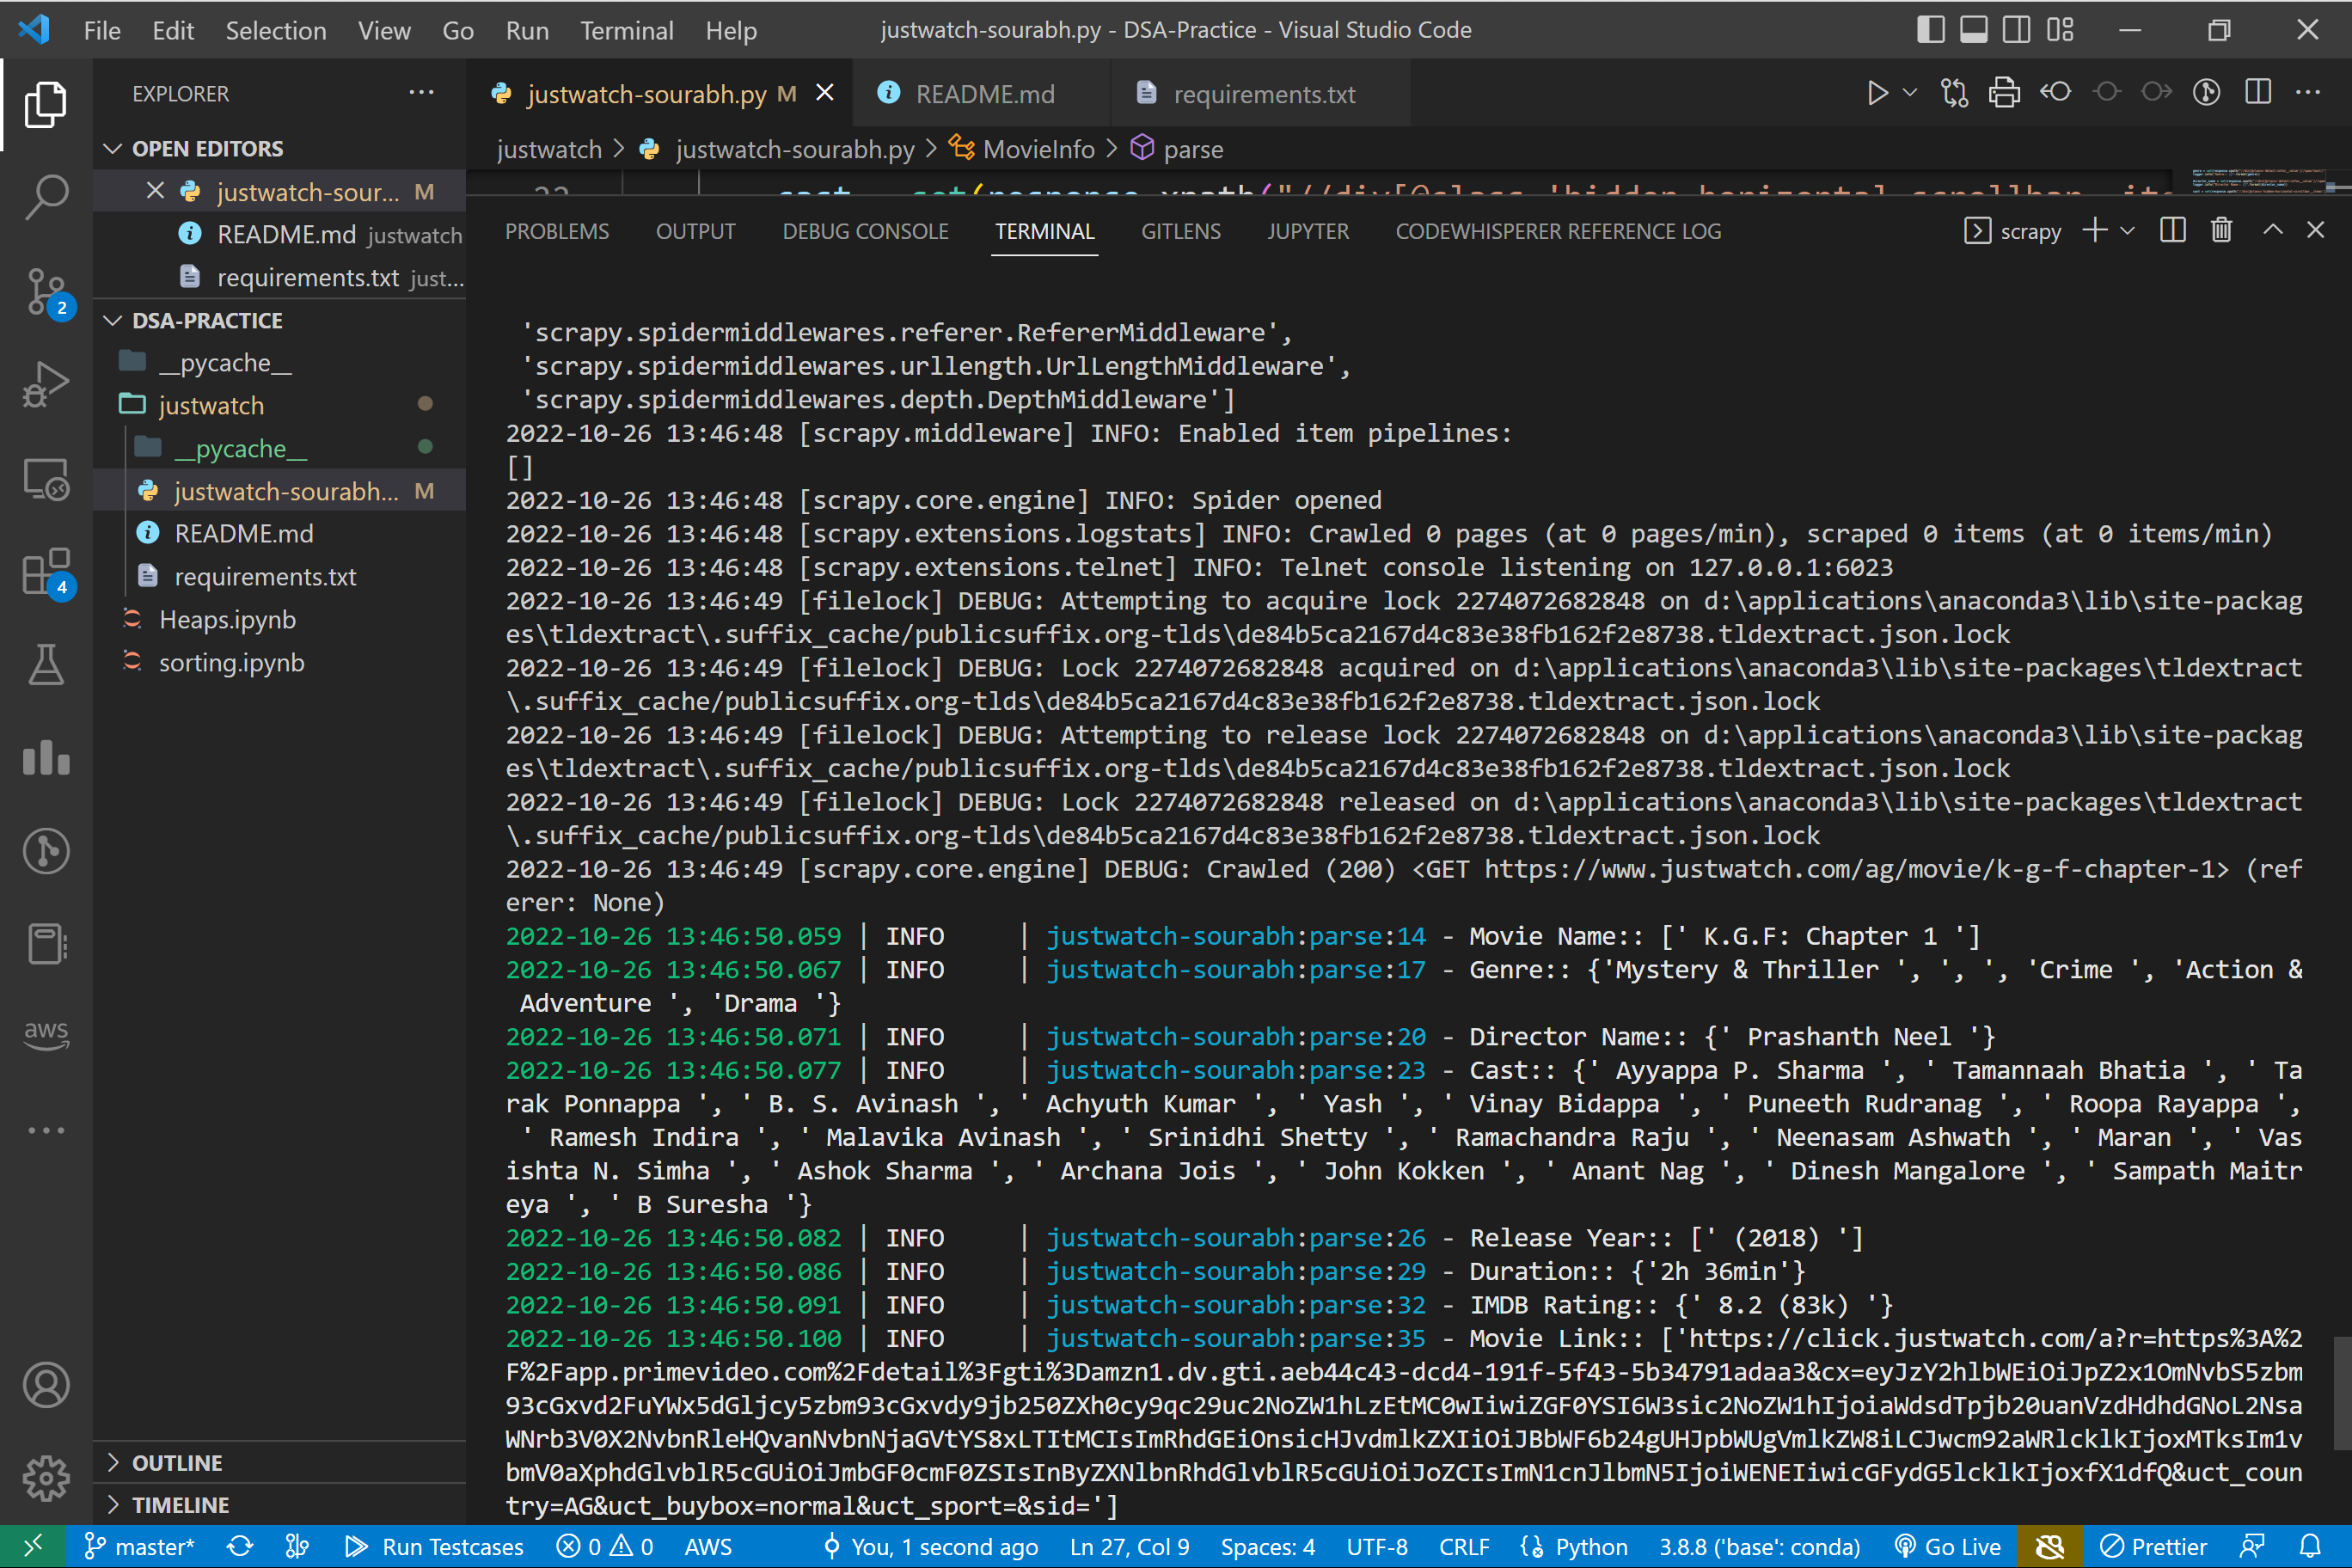 File Edit Selection View Go Run Terminal Help justwatch-sourabh.py - DSA-Practice - Visual Studio Code
EXPLORER
OPEN EDITORS
justwatch-sour... M
README.md justwatch
requirements.txt just...
DSA-PRACTICE
__pycache__
justwatch
__pycache__
justwatch-sourabh... M
README.md
requirements.txt
Heaps.ipynb
sorting.ipynb
OUTLINE
TIMELINE
2
4
aws
justwatch-sourabh.py M README.md requirements.txt
justwatch > justwatch-sourabh.py > MovieInfo > parse
PROBLEMS OUTPUT DEBUG CONSOLE TERMINAL GITLENS JUPYTER CODEWHISPERER REFERENCE LOG scrapy
'scrapy.spidermiddlewares.referer.RefererMiddleware',
'scrapy.spidermiddlewares.urllength.UrlLengthMiddleware',
'scrapy.spidermiddlewares.depth.DepthMiddleware']
2022-10-26 13:46:48 [scrapy.middleware] INFO: Enabled item pipelines:
[]
2022-10-26 13:46:48 [scrapy.core.engine] INFO: Spider opened
2022-10-26 13:46:48 [scrapy.extensions.logstats] INFO: Crawled 0 pages (at 0 pages/min), scraped 0 items (at 0 items/min)
2022-10-26 13:46:48 [scrapy.extensions.telnet] INFO: Telnet console listening on 127.0.0.1:6023
2022-10-26 13:46:49 [filelock] DEBUG: Attempting to acquire lock 2274072682848 on d:\applications\anaconda3\lib\site-packag
es\tldextract\.suffix_cache/publicsuffix.org-tlds\de84b5ca2167d4c83e38fb162f2e8738.tldextract.json.lock
2022-10-26 13:46:49 [filelock] DEBUG: Lock 2274072682848 acquired on d:\applications\anaconda3\lib\site-packages\tldextract
\.suffix_cache/publicsuffix.org-tlds\de84b5ca2167d4c83e38fb162f2e8738.tldextract.json.lock
2022-10-26 13:46:49 [filelock] DEBUG: Attempting to release lock 2274072682848 on d:\applications\anaconda3\lib\site-packag
es\tldextract\.suffix_cache/publicsuffix.org-tlds\de84b5ca2167d4c83e38fb162f2e8738.tldextract.json.lock
2022-10-26 13:46:49 [filelock] DEBUG: Lock 2274072682848 released on d:\applications\anaconda3\lib\site-packages\tldextract
\.suffix_cache/publicsuffix.org-tlds\de84b5ca2167d4c83e38fb162f2e8738.tldextract.json.lock
2022-10-26 13:46:49 [scrapy.core.engine] DEBUG: Crawled (200) <GET https://www.justwatch.com/ag/movie/k-g-f-chapter-1> (ref
erer: None)
2022-10-26 13:46:50.059 | INFO     | justwatch-sourabh:parse:14 - Movie Name:: [' K.G.F: Chapter 1 ']
2022-10-26 13:46:50.067 | INFO     | justwatch-sourabh:parse:17 - Genre:: {'Mystery & Thriller ', ', ', 'Crime ', 'Action &
Adventure ', 'Drama '}
2022-10-26 13:46:50.071 | INFO     | justwatch-sourabh:parse:20 - Director Name:: {' Prashanth Neel '}
2022-10-26 13:46:50.077 | INFO     | justwatch-sourabh:parse:23 - Cast:: {' Ayyappa P. Sharma ', ' Tamannaah Bhatia ', ' Ta
rak Ponnappa ', ' B. S. Avinash ', ' Achyuth Kumar ', ' Yash ', ' Vinay Bidappa ', ' Puneeth Rudranag ', ' Roopa Rayappa ',
' Ramesh Indira ', ' Malavika Avinash ', ' Srinidhi Shetty ', ' Ramachandra Raju ', ' Neenasam Ashwath ', ' Maran ', ' Vas
ishta N. Simha ', ' Ashok Sharma ', ' Archana Jois ', ' John Kokken ', ' Anant Nag ', ' Dinesh Mangalore ', ' Sampath Maitr
eya ', ' B Suresha '}
2022-10-26 13:46:50.082 | INFO     | justwatch-sourabh:parse:26 - Release Year:: [' (2018) ']
2022-10-26 13:46:50.086 | INFO     | justwatch-sourabh:parse:29 - Duration:: {'2h 36min'}
2022-10-26 13:46:50.091 | INFO     | justwatch-sourabh:parse:32 - IMDB Rating:: {' 8.2 (83k) '}
2022-10-26 13:46:50.100 | INFO     | justwatch-sourabh:parse:35 - Movie Link:: ['https://click.justwatch.com/a?r=https%3A%2
F%2Fapp.primevideo.com%2Fdetail%3Fgti%3Damzn1.dv.gti.aeb44c43-dcd4-191f-5f43-5b34791adaa3&cx=eyJzY2hlbWEiOiJpZ2x1OmNvbS5zbm
93cGxvd2FuYWx5dGljcy5zbm93cGxvdy9jb250ZXh0cy9qc29uc2NoZW1hLzEtMC0wIiwiZGF0YSI6W3sic2NoZW1hIjoiaWdsdTpjb20uanVzdHdhdGNoL2Nsa
WNrb3V0X2NvbnRleHQvanNvbnNjaGVtYS8xLTItMCIsImRhdGEiOnsicHJvdmlkZXIiOiJBbWF6b24gUHJpbWUgVmlkZW8iLCJwcm92aWRlcklkIjoxMTksIm1v
bmV0aXphdGlvblR5cGUiOiJmbGF0cmF0ZSIsInByZXNlbnRhdGlvblR5cGUiOiJoZCIsImN1cnJlbmN5IjoiWENEIiwicGFydG5lcklkIjoxfX1dfQ&uct_coun
try=AG&uct_buybox=normal&uct_sport=&sid=']
master* Run Testcases 0 0 AWS You, 1 second ago Ln 27, Col 9 Spaces: 4 UTF-8 CRLF Python 3.8.8 ('base': conda) Go Live Prettier